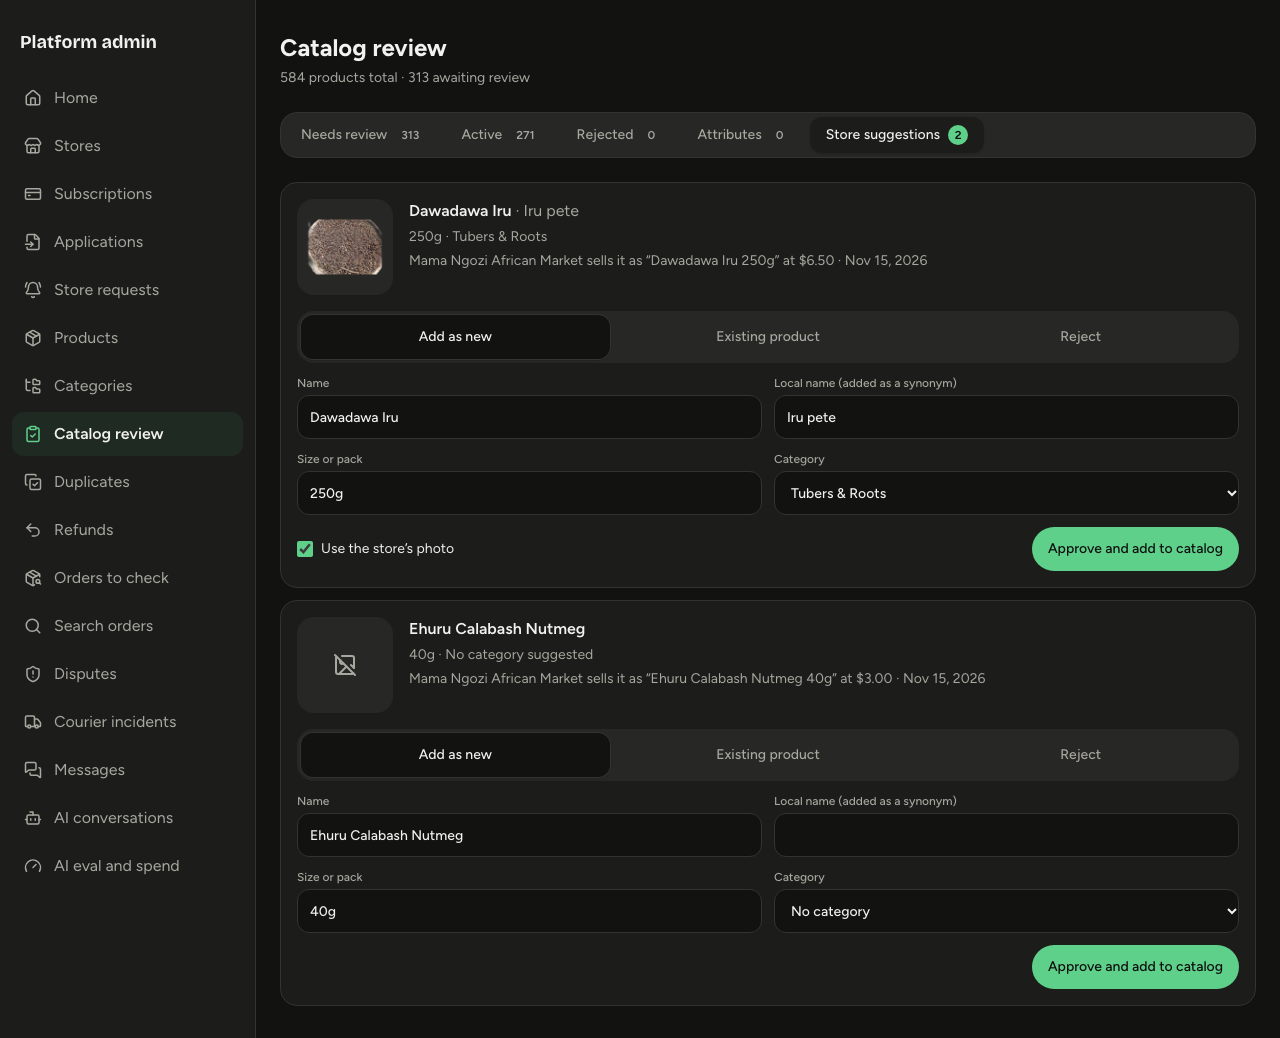 Platform admin
Home
Stores
Subscriptions
Applications
Store requests
Products
Categories
Catalog review
Duplicates
Refunds
Orders to check
Search orders
Disputes
Courier incidents
Messages
AI conversations
AI eval and spend
Catalog review
584 products total · 313 awaiting review
Needs review 313 Active 271 Rejected 0 Attributes 0 Store suggestions 2
Dawadawa Iru · Iru pete
250g · Tubers & Roots
Mama Ngozi African Market sells it as “Dawadawa Iru 250g” at $6.50 · Nov 15, 2026
Add as new Existing product Reject
Name Local name (added as a synonym)
Dawadawa Iru Iru pete
Size or pack Category
250g Tubers & Roots
Use the store’s photo Approve and add to catalog
Ehuru Calabash Nutmeg
40g · No category suggested
Mama Ngozi African Market sells it as “Ehuru Calabash Nutmeg 40g” at $3.00 · Nov 15, 2026
Add as new Existing product Reject
Name Local name (added as a synonym)
Ehuru Calabash Nutmeg
Size or pack Category
40g No category
Approve and add to catalog